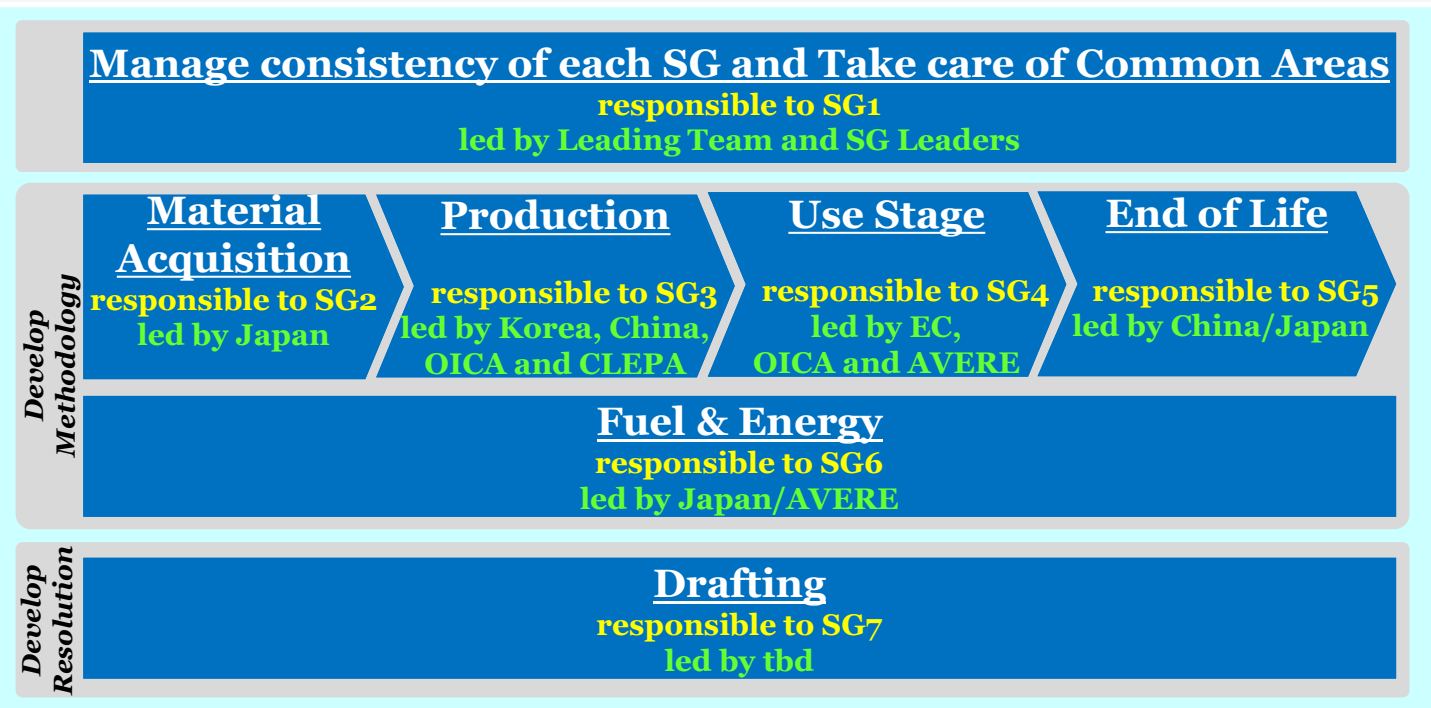 Manage consistency of each SG and Take care of Common Areas
responsible to SG1
led by Leading Team and SG Leaders
Develop
Methodology
Material
Acquisition
responsible to SG2
led by Japan
Production
responsible to SG3
led by Korea, China,
OICA and CLEPA
Use Stage
responsible to SG4
led by EC,
OICA and AVERE
End of Life
responsible to SG5
led by China/Japan
Fuel & Energy
responsible to SG6
led by Japan/AVERE
Develop
Resolution
Drafting
responsible to SG7
led by tbd